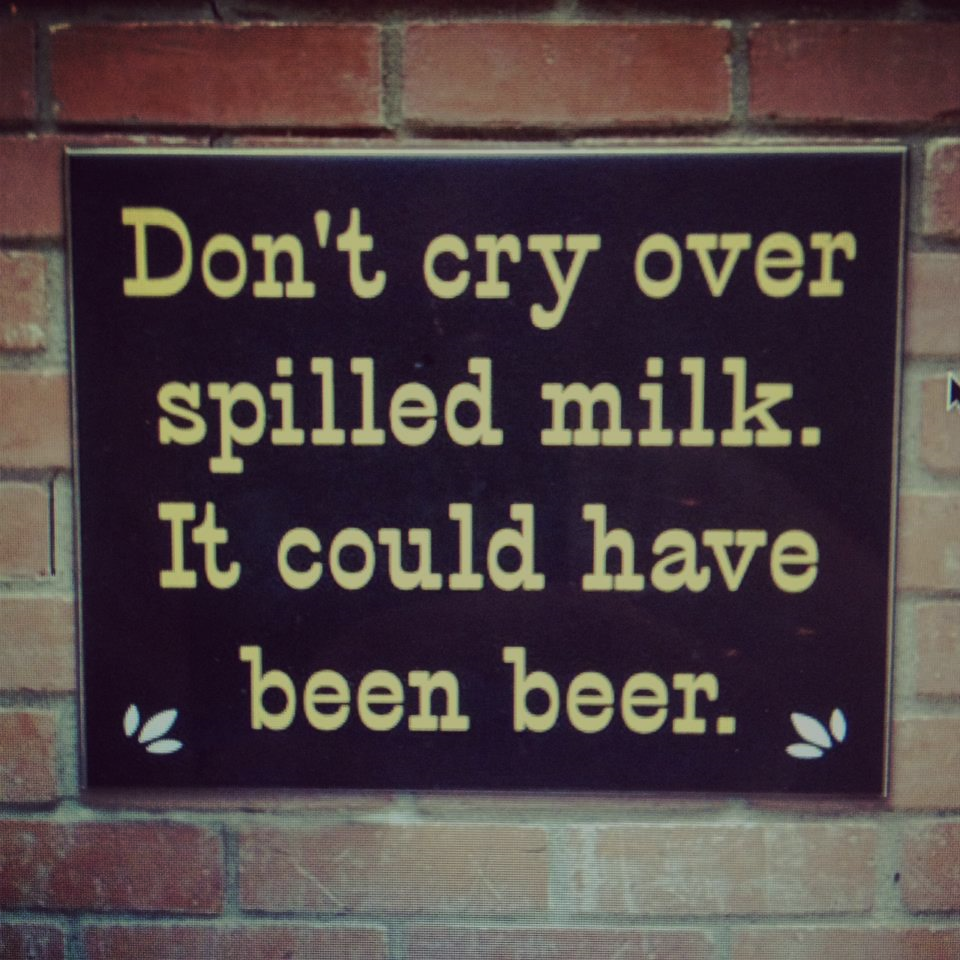 Don't cry over
spilled milk.
It could have
been beer.